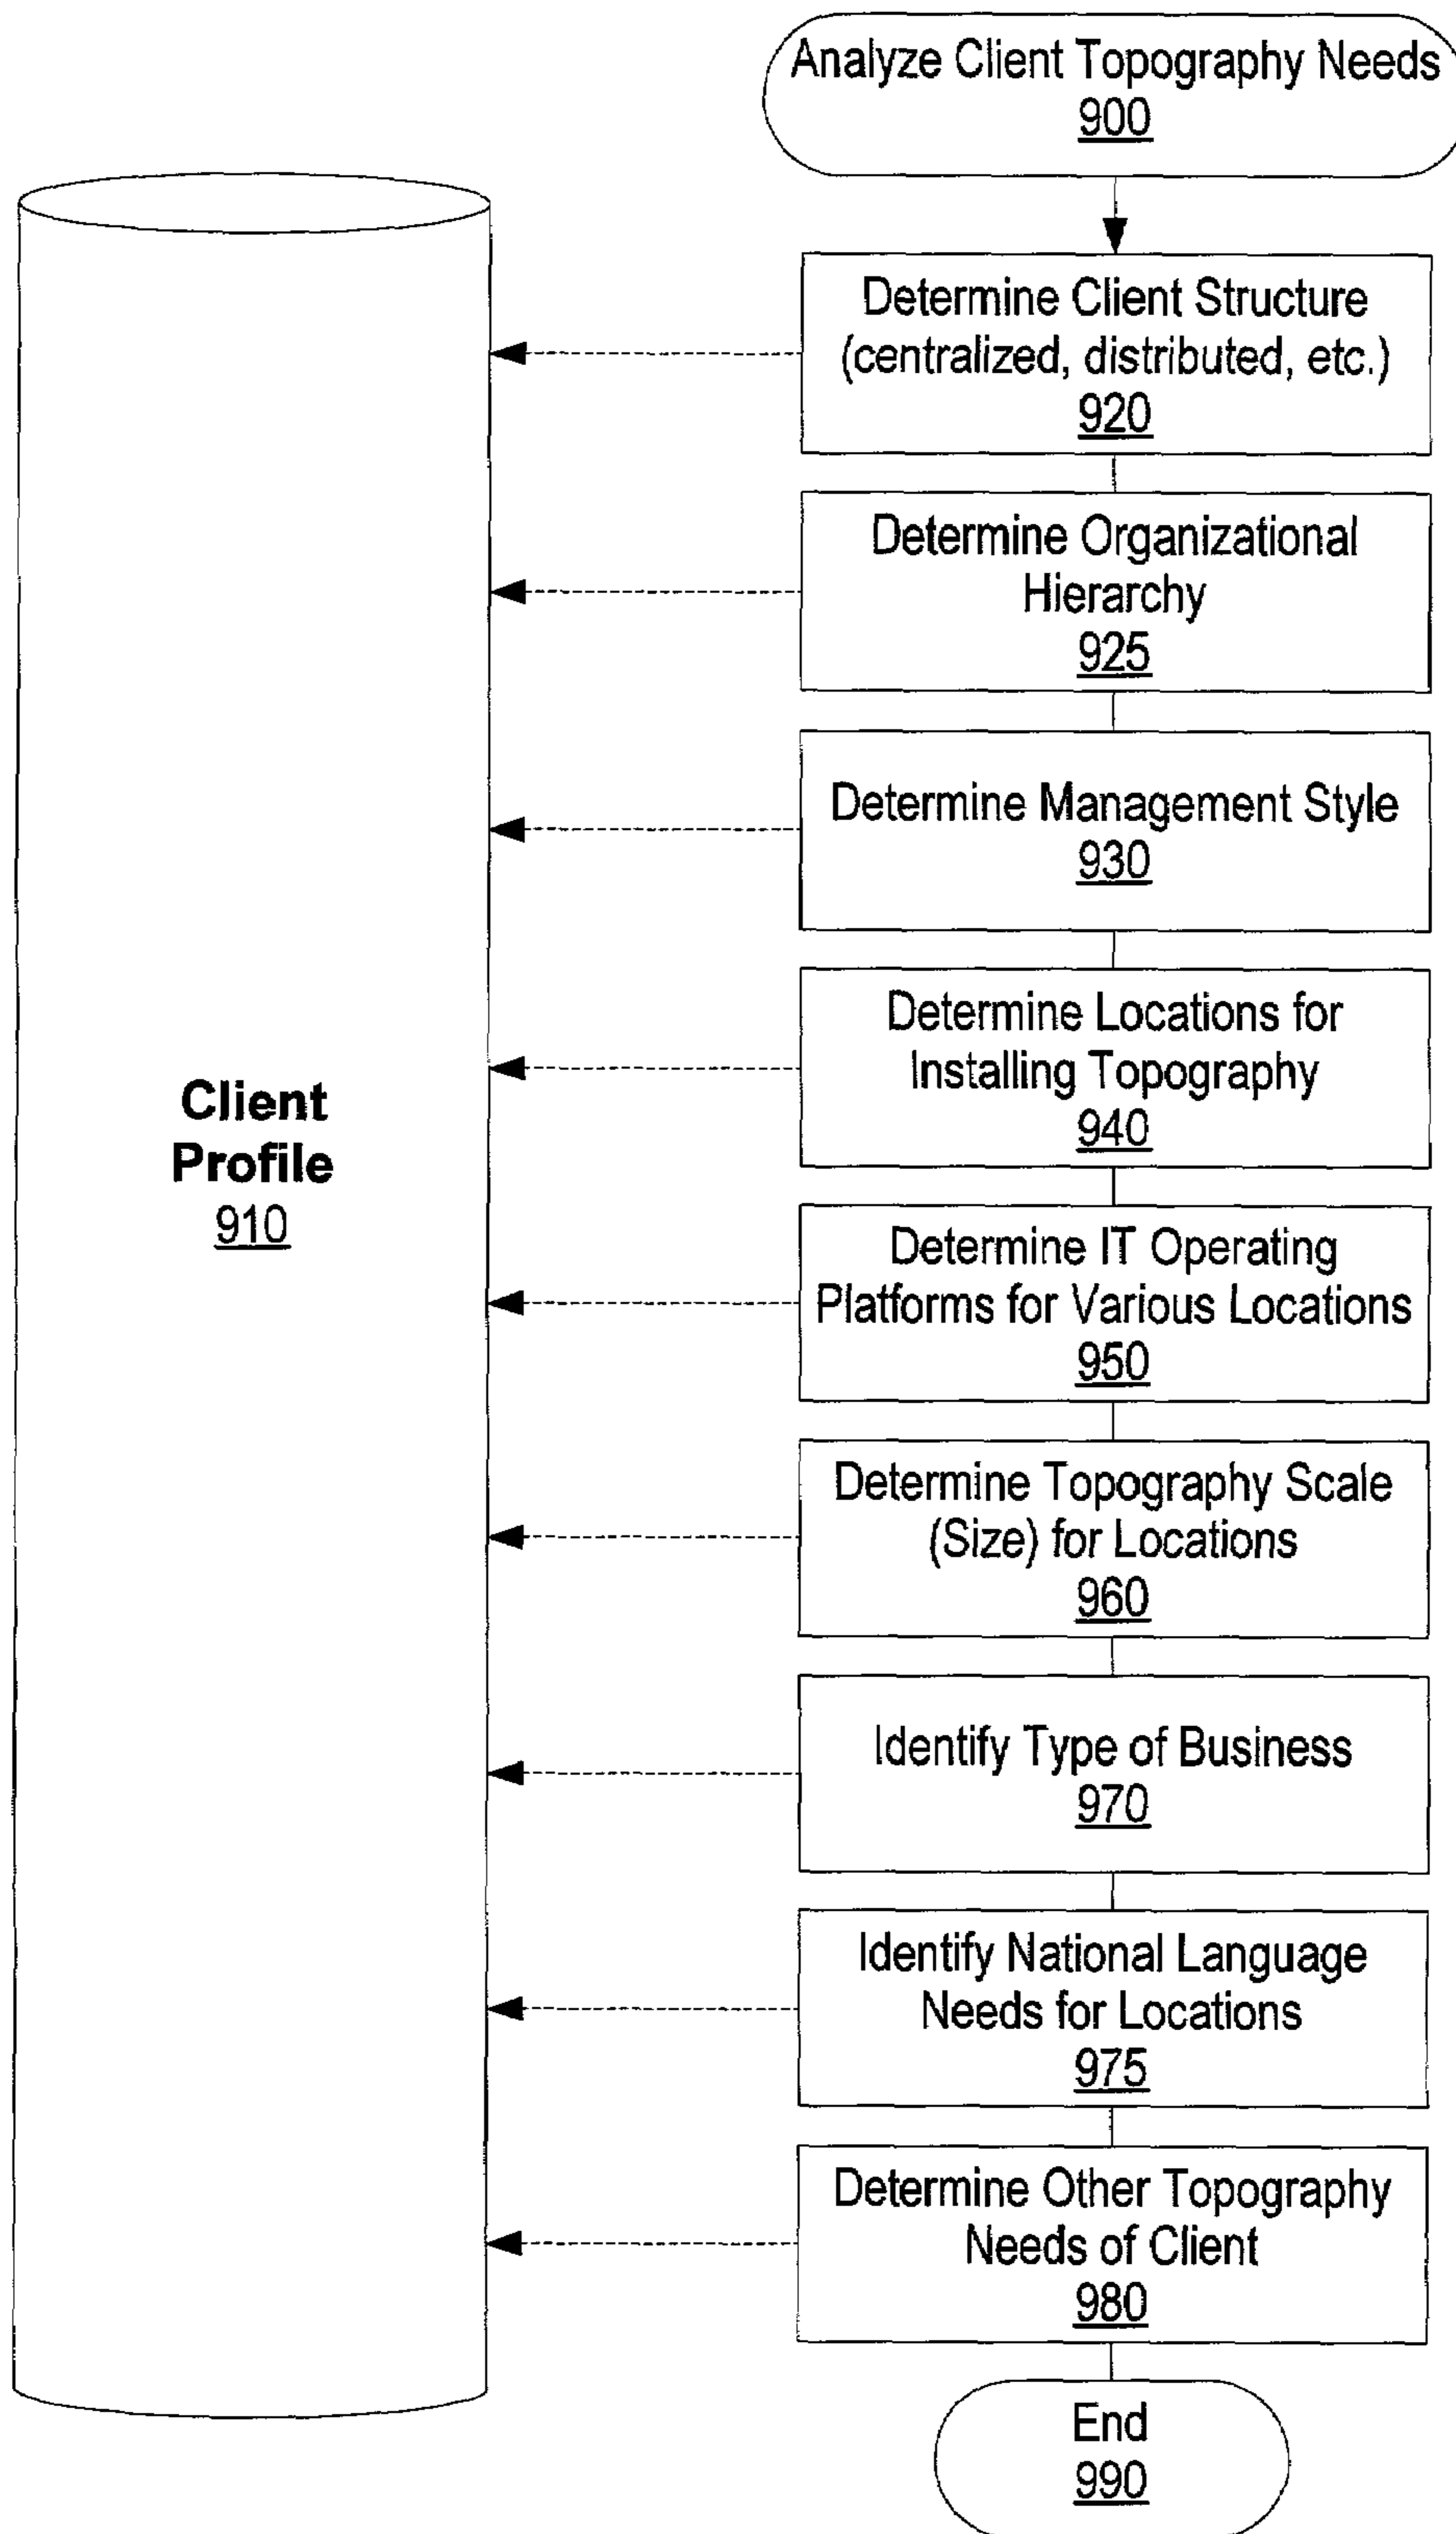 Analyze Client Topography Needs
900
Determine Client Structure
(centralized, distributed, etc.)
920
Determine Organizational
Hierarchy
925
Determine Management Style
930
Determine Locations for
Installing Topography
940
Client
Profile
910
Determine IT Operating
Platforms for Various Locations
950
Determine Topography Scale
(Size) for Locations
960
Identify Type of Business
970
Identify National Language
Needs for Locations
975
Determine Other Topography
Needs of Client
980
End
990